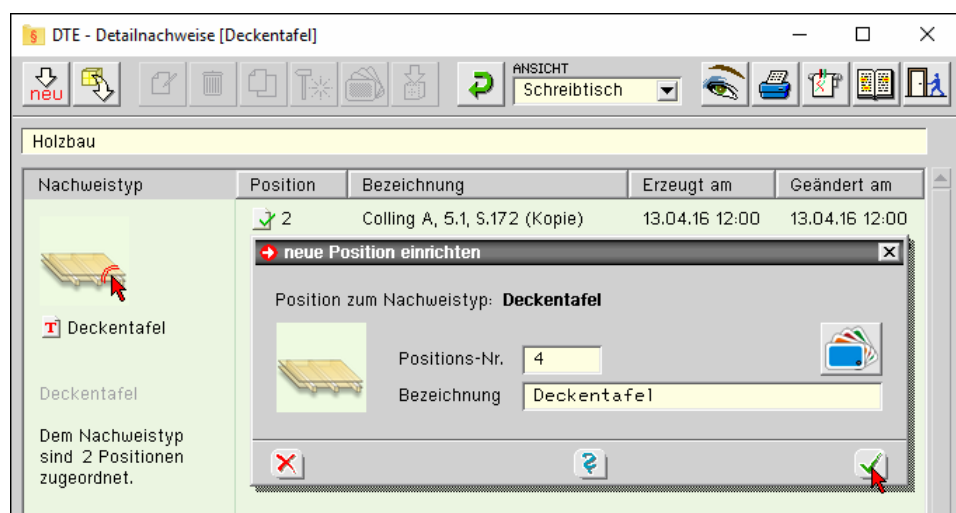 § DTE - Detailnachweise [Deckentafel]
neu
ANSICHT
Schreibtisch
Holzbau
Nachweistyp Position Bezeichnung Erzeugt am Geändert am
2 Colling A, 5.1, S.172 (Kopie) 13.04.16 12:00 13.04.16 12:00
neue Position einrichten
Position zum Nachweistyp: Deckentafel
T Deckentafel
Positions-Nr. 4
Bezeichnung Deckentafel
Deckentafel
Dem Nachweistyp
sind 2 Positionen
zugeordnet.
?